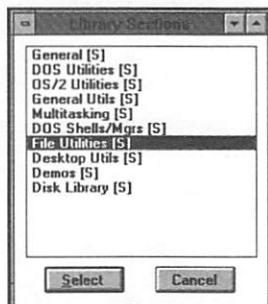 Library Sections
General [S]
DOS Utilities [S]
OS/2 Utilities [S]
General Utils [S]
Multitasking [S]
DOS Shells/Mgrs [S]
File Utilities [S]
Desktop Utils [S]
Demos [S]
Disk Library [S]
Select
Cancel